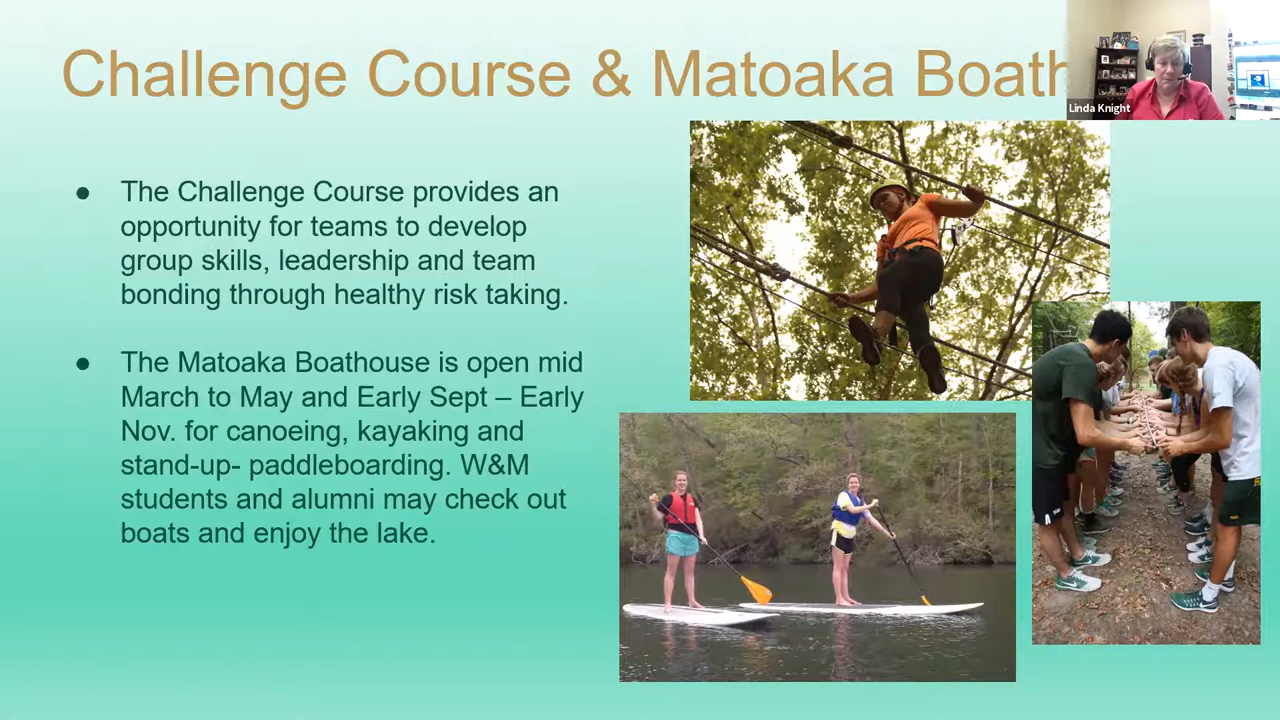 Challenge Course & Matoaka Boath
Linda Knight
● The Challenge Course provides an
opportunity for teams to develop
group skills, leadership and team
bonding through healthy risk taking.
● The Matoaka Boathouse is open mid
March to May and Early Sept – Early
Nov. for canoeing, kayaking and
stand-up- paddleboarding. W&M
students and alumni may check out
boats and enjoy the lake.